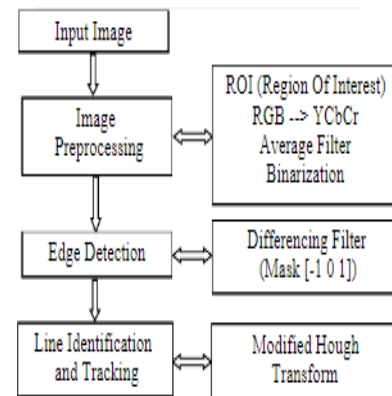 Input Image
Image
Preprocessing
ROI (Region Of Interest)
RGB --> YCbCr
Average Filter
Binarization
Edge Detection
Differencing Filter
(Mask [-1 0 1])
Line Identification
and Tracking
Modified Hough
Transform